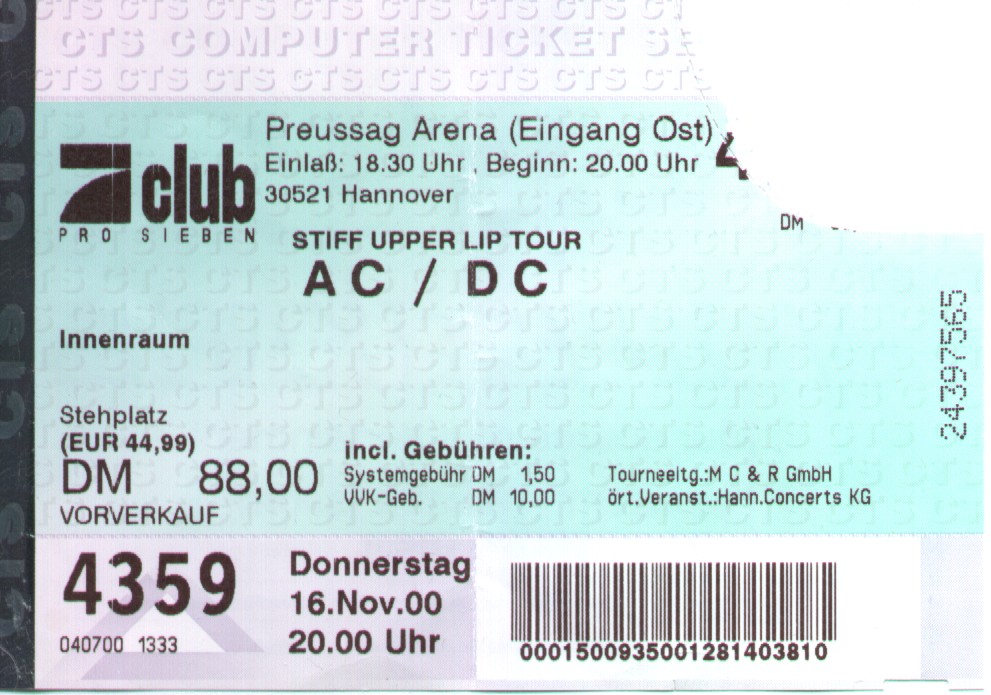 CTS COMPUTER TICKET
Preussag Arena (Eingang Ost)
Einlaß: 18.30 Uhr , Beginn: 20.00 Uhr
30521 Hannover
club
PRO SIEBEN
DM
STIFF UPPER LIP TOUR
AC / DC
Innenraum
24397565
Stehplatz
(EUR 44,99)
DM 88,00
VORVERKAUF
incl. Gebühren:
Systemgebühr DM 1,50
VVK-Geb. DM 10,00
Tourneeltg.:M C & R GmbH
ört.Veranst.:Hann.Concerts KG
4359
040700 1333
Donnerstag
16.Nov.00
20.00 Uhr
0001500935001281403810